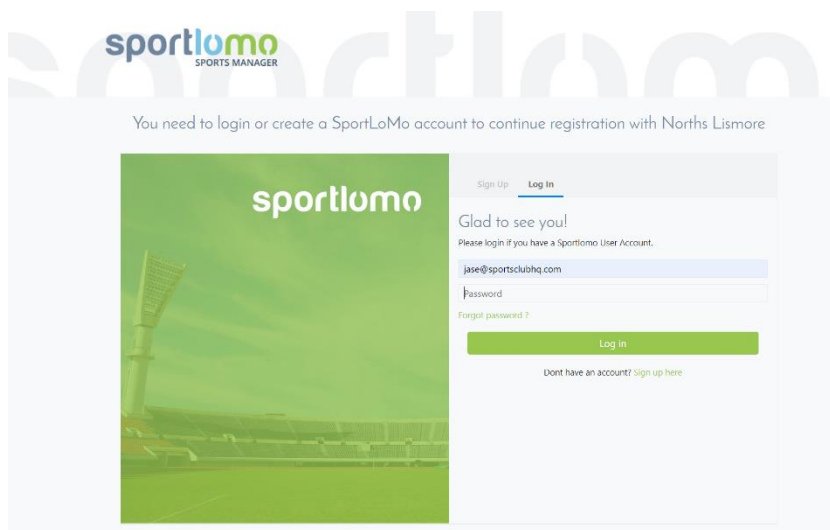 sportlomo
SPORTS MANAGER
You need to login or create a SportLoMo account to continue registration with Norths Lismore
sportlomo
Sign Up Log In
Glad to see you!
Please login if you have a Sportlomo User Account.
jase@sportsclubhq.com
Password
Forgot password ?
Log in
Dont have an account? Sign up here